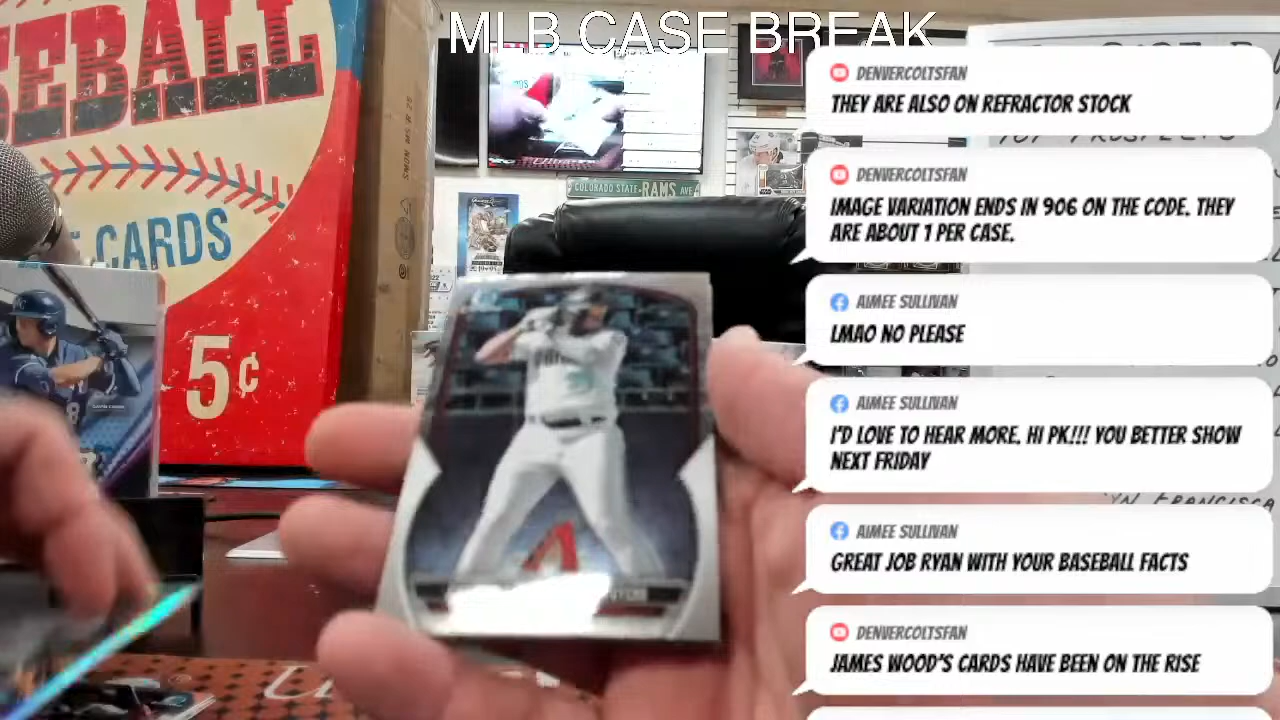 MLB CASE BREAK
SEBALL
CARDS
5¢
COLORADO STATE-RAMS AVE
DENVERCOLTSFAN
THEY ARE ALSO ON REFRACTOR STOCK
DENVERCOLTSFAN
IMAGE VARIATION ENDS IN 906 ON THE CODE. THEY
ARE ABOUT 1 PER CASE.
AIMEE SULLIVAN
LMAO NO PLEASE
AIMEE SULLIVAN
I'D LOVE TO HEAR MORE. HI PK!!! YOU BETTER SHOW
NEXT FRIDAY
AIMEE SULLIVAN
GREAT JOB RYAN WITH YOUR BASEBALL FACTS
DENVERCOLTSFAN
JAMES WOOD'S CARDS HAVE BEEN ON THE RISE